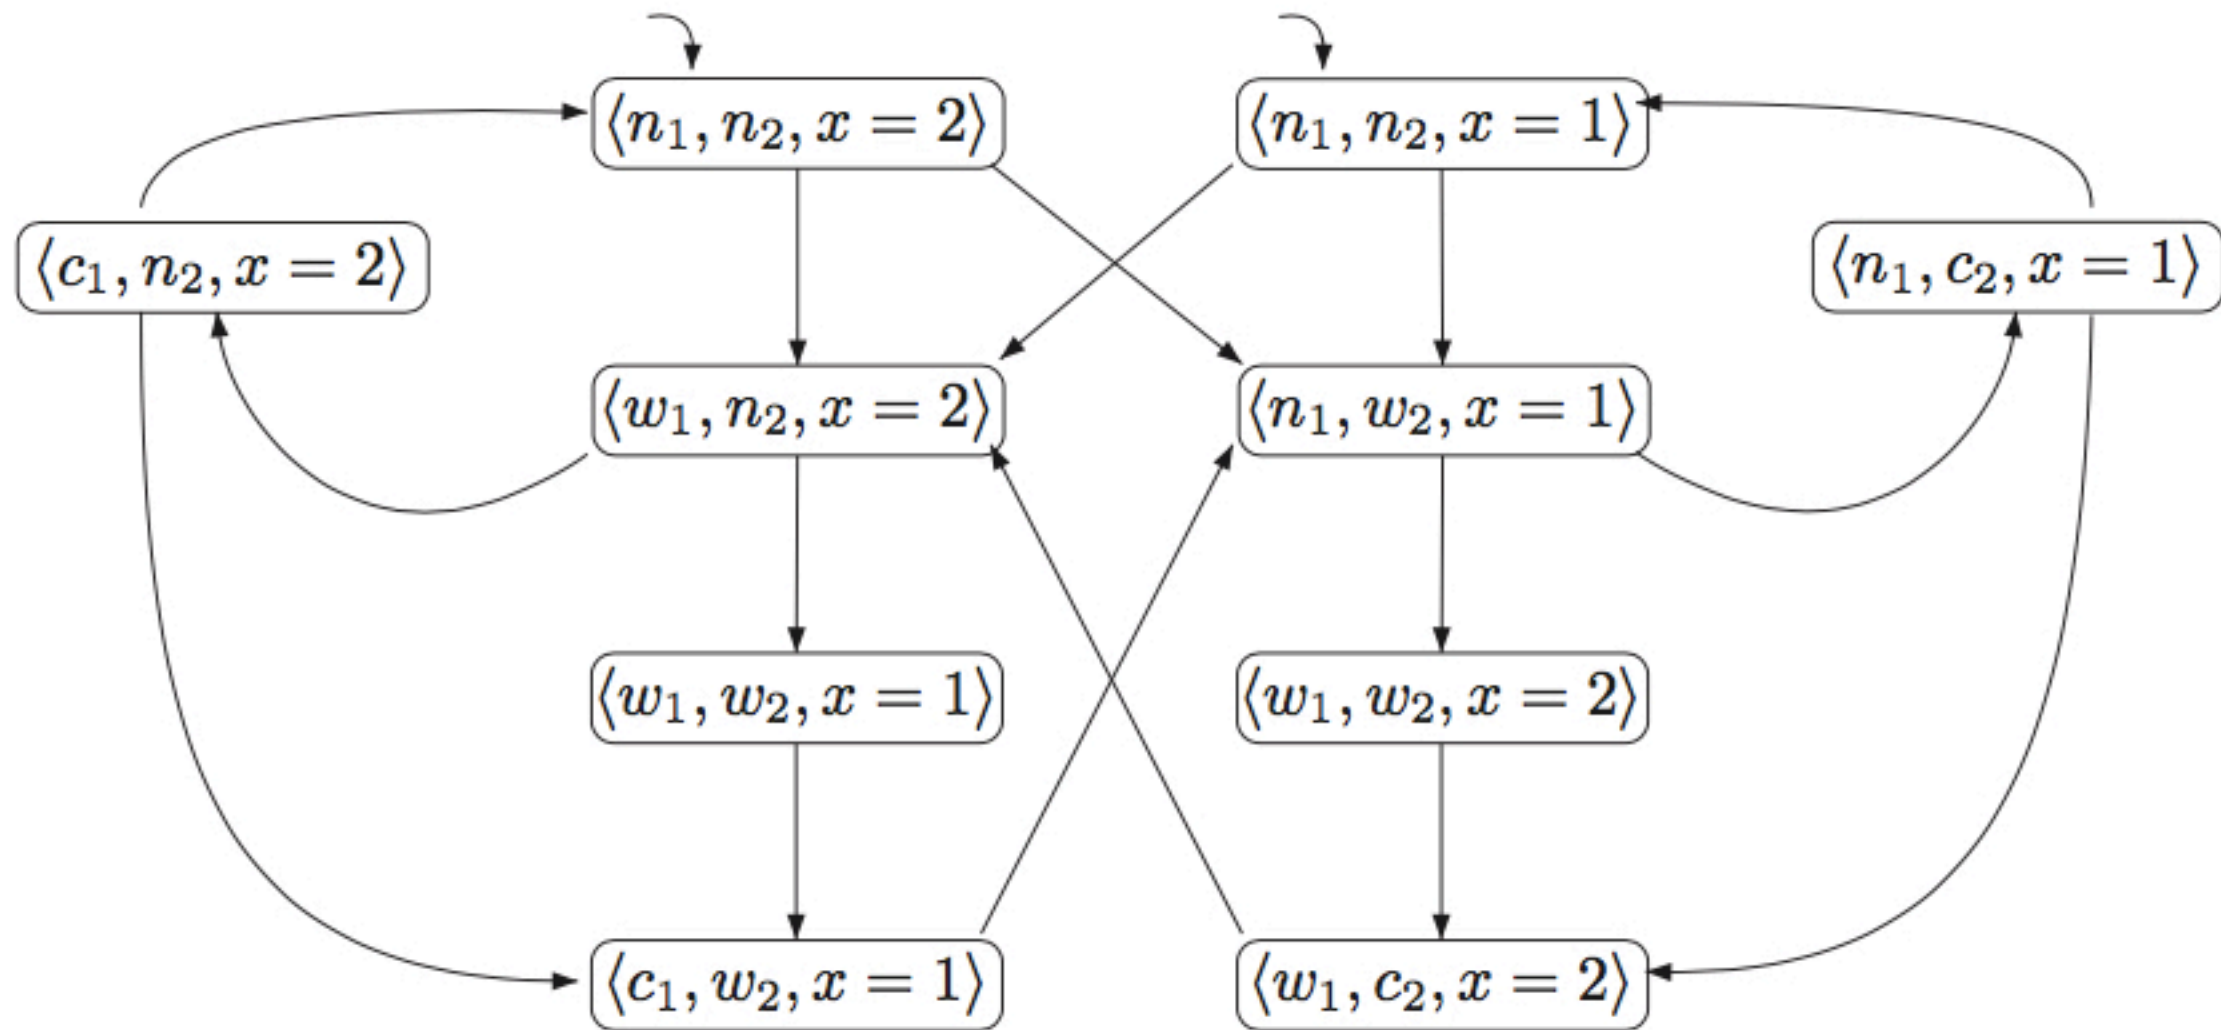 ⟨n₁, n₂, x = 2⟩
⟨n₁, n₂, x = 1⟩
⟨c₁, n₂, x = 2⟩
⟨n₁, c₂, x = 1⟩
⟨w₁, n₂, x = 2⟩
⟨n₁, w₂, x = 1⟩
⟨w₁, w₂, x = 1⟩
⟨w₁, w₂, x = 2⟩
⟨c₁, w₂, x = 1⟩
⟨w₁, c₂, x = 2⟩